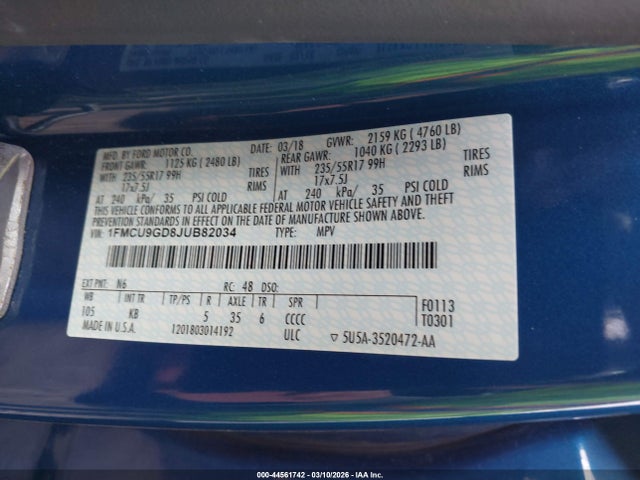 MFD. BY FORD MOTOR CO. DATE: 03/18 GVWR: 2159 KG ( 4760 LB)
FRONT GAWR: 1125 KG ( 2480 LB) REAR GAWR: 1040 KG ( 2293 LB)
WITH 235/55R17 99H TIRES WITH 235/55R17 99H TIRES
17x7.5J RIMS 17x7.5J RIMS
AT 240 kPa/ 35 PSI COLD AT 240 kPa/ 35 PSI COLD
THIS VEHICLE CONFORMS TO ALL APPLICABLE FEDERAL MOTOR VEHICLE SAFETY AND THEFT
PREVENTION STANDARDS IN EFFECT ON THE DATE OF MANUFACTURE SHOWN ABOVE.
VIN: 1FMCU9GD8JUB82034 TYPE: MPV
EXT PNT: N6 RC: 48 DSO:
WB INT TR TP/PS R AXLE TR SPR
105 KB 5 35 6 CCCC
F0113
T0301
MADE IN U.S.A. 1201803014192 ULC ▽ 5U5A-3520472-AA
000-44561742 - 03/10/2026 - IAA Inc.